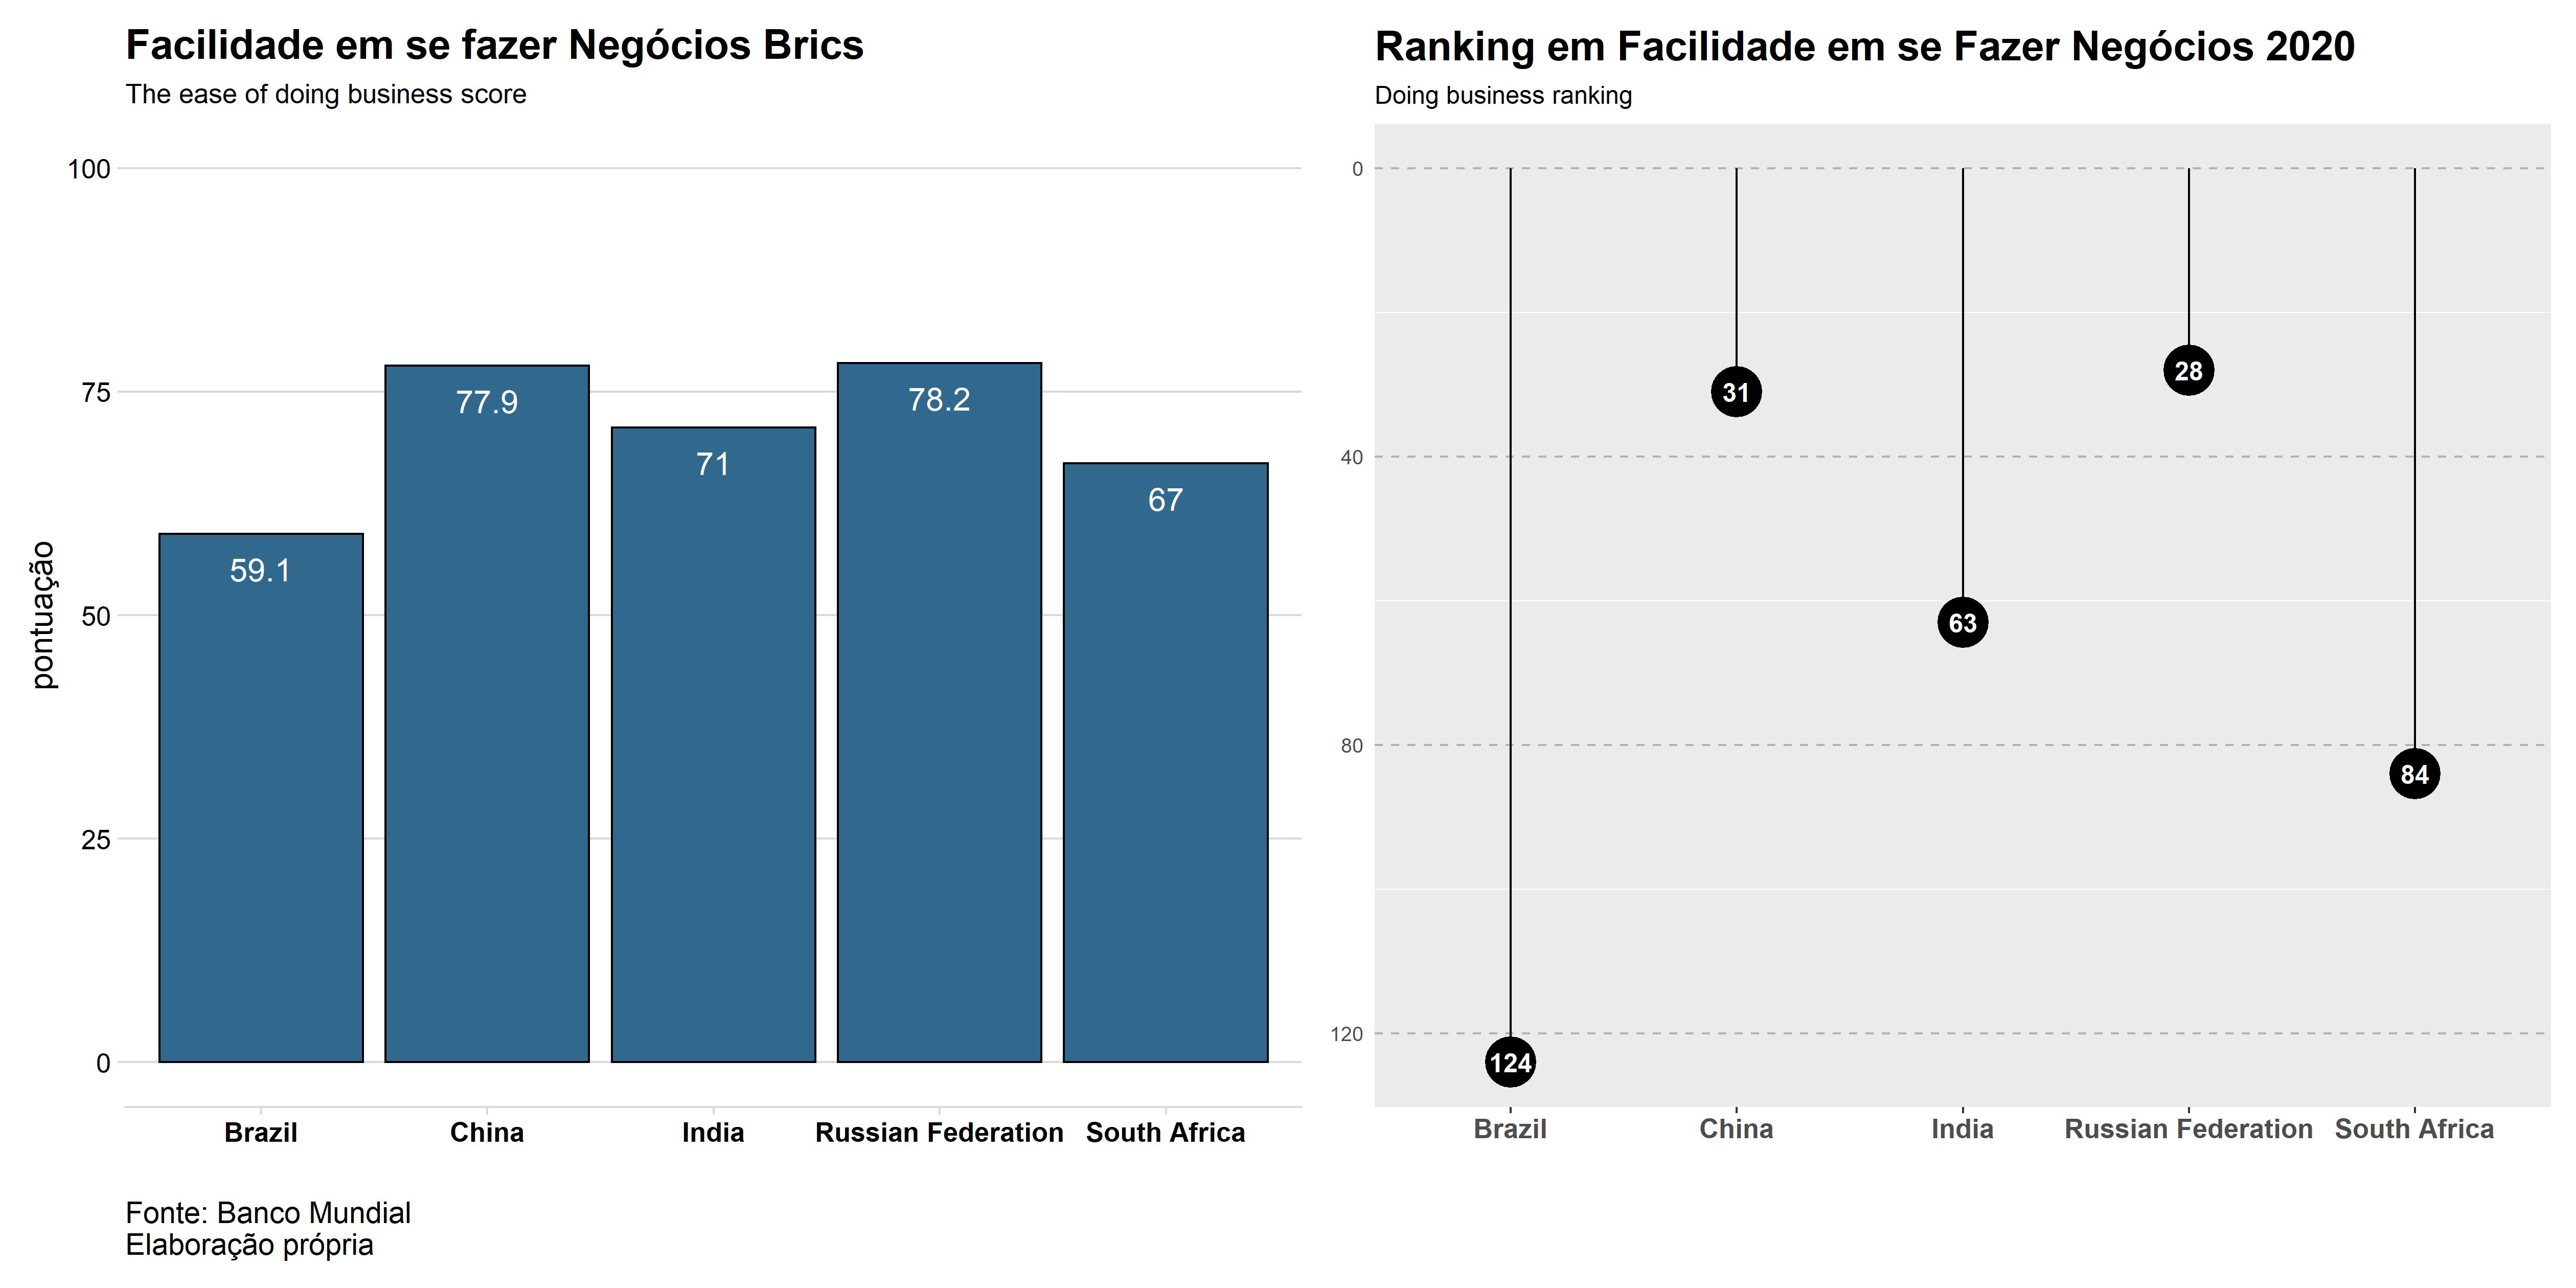 Facilidade em se fazer Negócios Brics
The ease of doing business score
100
75
50
25
0
pontuação
59.1
77.9
71
78.2
67
Brazil China India Russian Federation South Africa
Fonte: Banco Mundial
Elaboração própria
Ranking em Facilidade em se Fazer Negócios 2020
Doing business ranking
0
40
80
120
124
31
63
28
84
Brazil China India Russian Federation South Africa